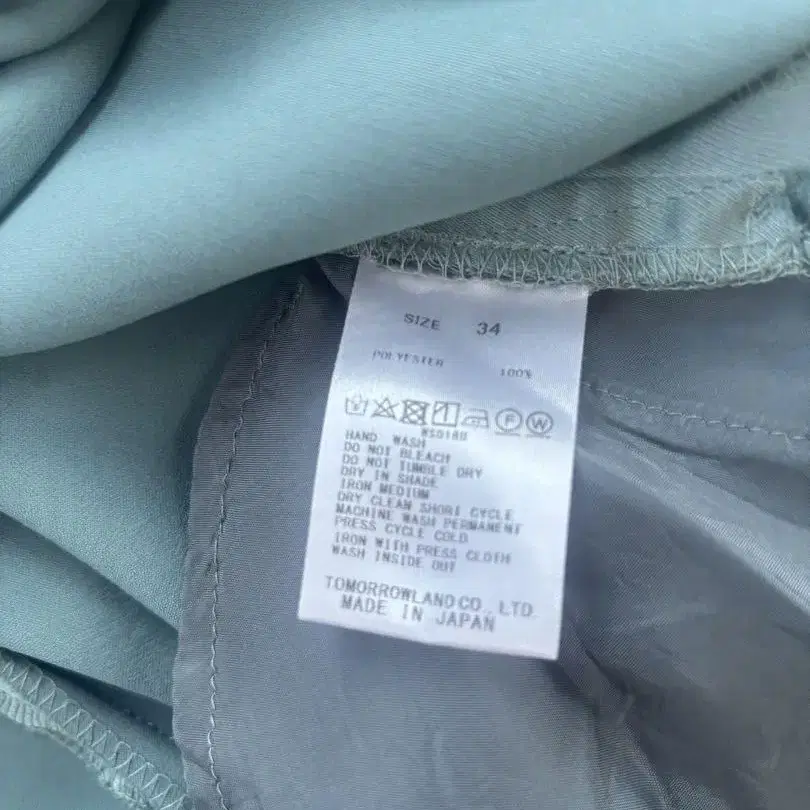 SIZE 34
POLYESTER 100%
F W
WS018U
HAND WASH
DO NOT BLEACH
DO NOT TUMBLE DRY
DRY IN SHADE
IRON MEDIUM
DRY CLEAN SHORT CYCLE
MACHINE WASH PERMANENT
PRESS CYCLE COLD
IRON WITH PRESS CLOTH
WASH INSIDE OUT
TOMORROWLAND CO., LTD.
MADE IN JAPAN